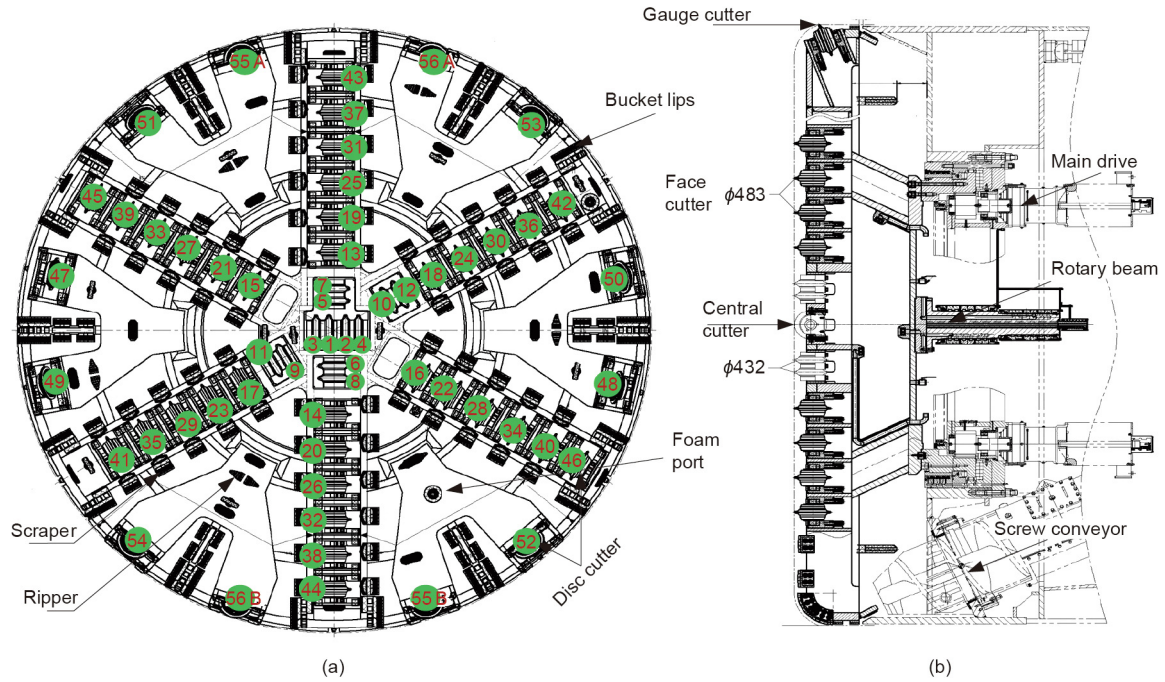 Gauge cutter
55 A
56 A
43
51
37
53
Bucket lips
31
45
39
33
27
21
15
25
19
13
42
36
30
24
18
12
10
Face
cutter
ϕ483
Main drive
47
7
5
50
Rotary beam
3 1 2 4
Central
cutter
11
9
6
8
49
17
23
29
35
41
16
22
28
34
40
46
48
ϕ432
14
20
26
32
38
44
Foam
port
Scraper
54
52
Screw conveyor
Ripper
56 B
55 B
Disc cutter
(a)
(b)